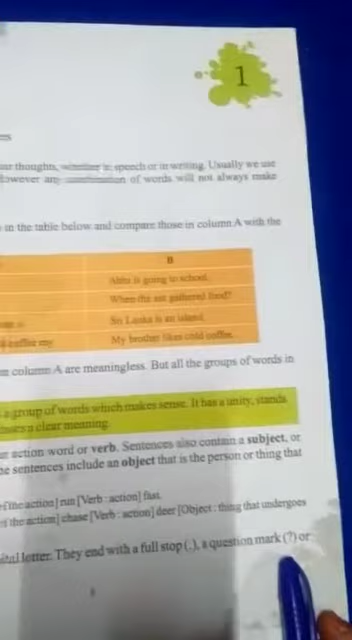 1
thoughts, whether in speech or in writing. Usually we use
However any combination of words will not always make
in the table below and compare those in column A with the
B
Abha is going to school.
When the ant gathered food?
Sri Lanka is an island.
coffee my
My brother likes cold coffee.
column A are meaningless. But all the groups of words in
a group of words which makes sense. It has a unity, stands
a clear meaning.
action word or verb. Sentences also contain a subject, or
sentences include an object that is the person or thing that
of the action] run [Verb : action] fast.
of the action] chase [Verb : action] deer [Object : thing that undergoes
letter. They end with a full stop (.), a question mark (?) or